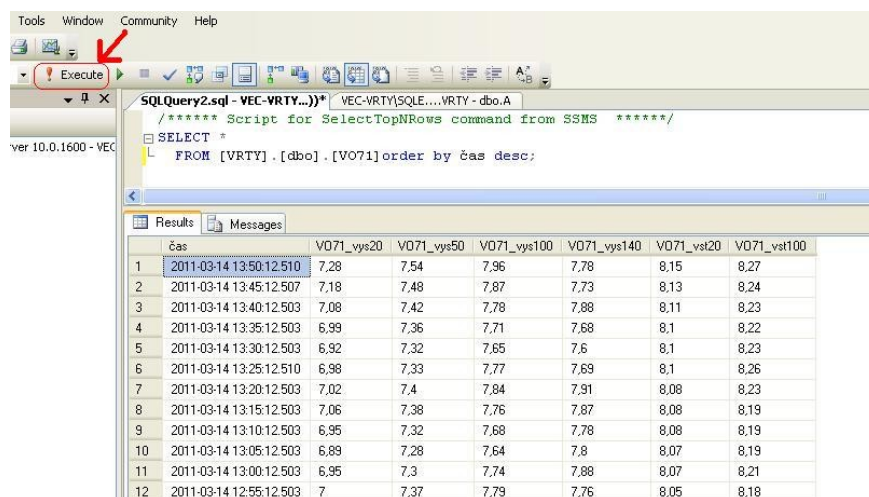 Tools Window Community Help
Execute
SQLQuery2.sql - VEC-VRTY...))* VEC-VRTY\SQLE....VRTY - dbo.A
/****** Script for SelectTopNRows command from SSMS ******/
SELECT *
FROM [VRTY].[dbo].[VO71]order by čas desc;
ver 10.0.1600 - VEC
Results Messages
čas VO71_vys20 VO71_vys50 VO71_vys100 VO71_vys140 VO71_vst20 VO71_vst100
1 2011-03-14 13:50:12.510 7,28 7,54 7,96 7,78 8,15 8,27
2 2011-03-14 13:45:12.507 7,18 7,48 7,87 7,73 8,13 8,24
3 2011-03-14 13:40:12.503 7,08 7,42 7,78 7,88 8,11 8,23
4 2011-03-14 13:35:12.503 6,99 7,36 7,71 7,68 8,1 8,22
5 2011-03-14 13:30:12.503 6,92 7,32 7,65 7,6 8,1 8,23
6 2011-03-14 13:25:12.510 6,98 7,33 7,77 7,69 8,1 8,26
7 2011-03-14 13:20:12.503 7,02 7,4 7,84 7,91 8,08 8,23
8 2011-03-14 13:15:12.503 7,06 7,38 7,76 7,87 8,08 8,19
9 2011-03-14 13:10:12.503 6,95 7,32 7,68 7,78 8,08 8,19
10 2011-03-14 13:05:12.503 6,89 7,28 7,64 7,8 8,07 8,19
11 2011-03-14 13:00:12.503 6,95 7,3 7,74 7,88 8,07 8,21
12 2011-03-14 12:55:12.503 7 7,37 7,79 7,76 8,05 8,18